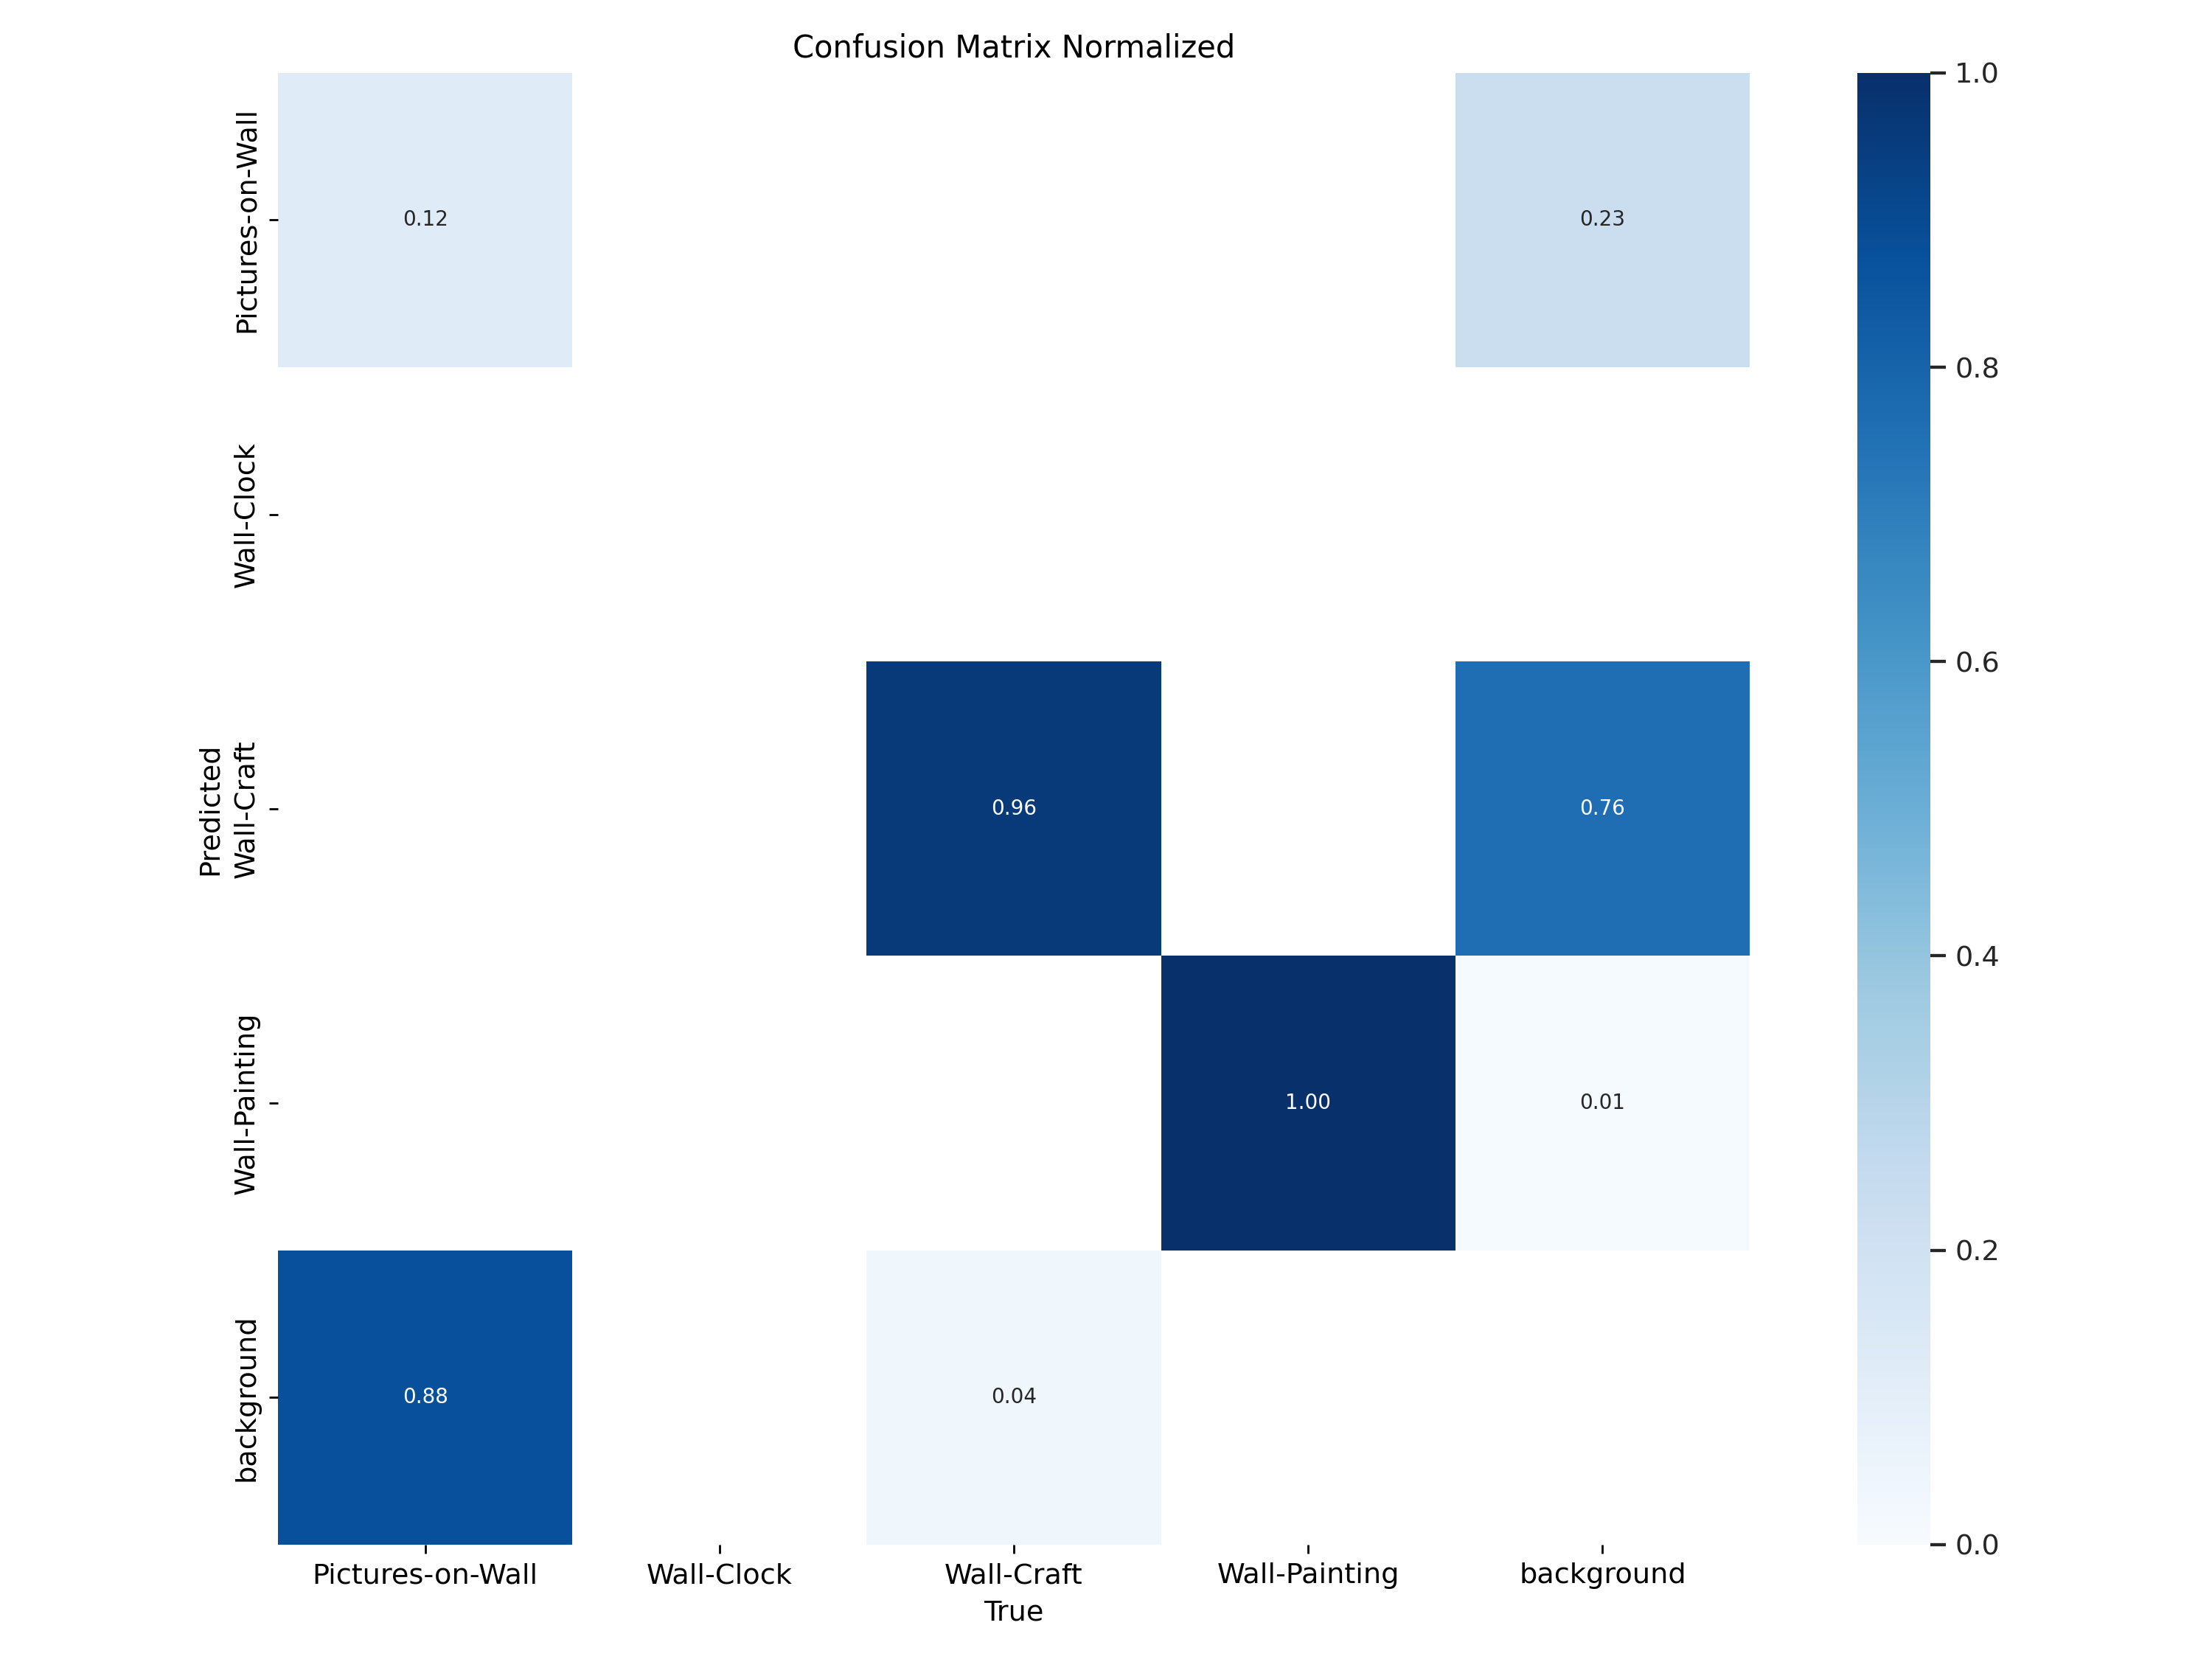 Confusion Matrix Normalized
Pictures-on-Wall
Wall-Clock
Wall-Craft
Wall-Painting
background
Predicted
0.12
0.23
0.96
0.76
1.00
0.01
0.88
0.04
Pictures-on-Wall
Wall-Clock
Wall-Craft
Wall-Painting
background
True
1.0
0.8
0.6
0.4
0.2
0.0